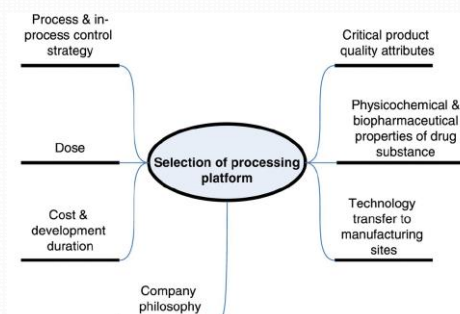 Process & in-
process control
strategy
Critical product
quality attributes
Dose
Physicochemical &
biopharmaceutical
properties of drug
substance
Selection of processing
platform
Cost &
development
duration
Technology
transfer to
manufacturing
sites
Company
philosophy